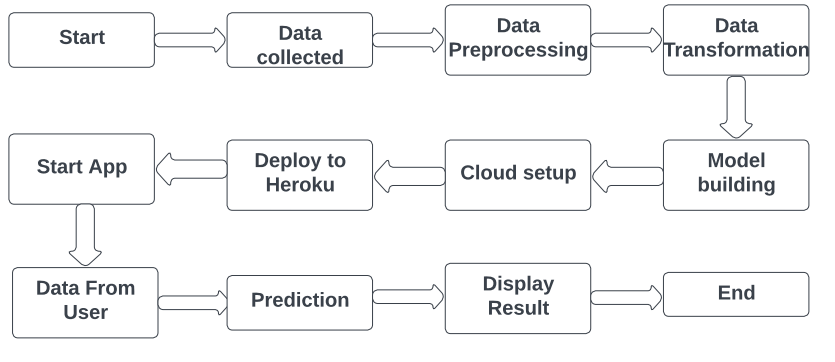 Start
Data
collected
Data
Preprocessing
Data
Transformation
Model
building
Cloud setup
Deploy to
Heroku
Start App
Data From
User
Prediction
Display
Result
End